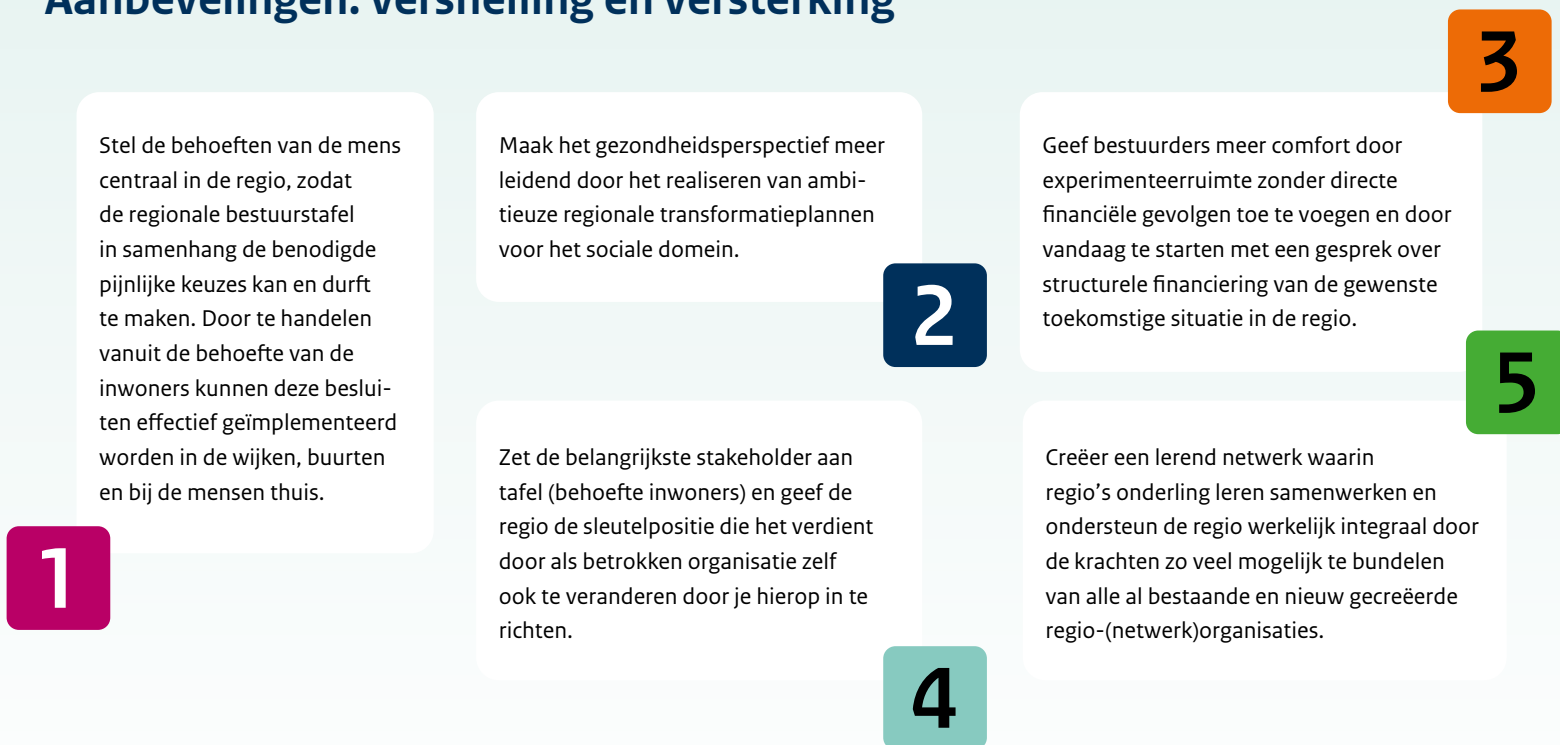 Aanbevelingen: versnelling en versterking
Stel de behoeften van de mens
centraal in de regio, zodat
de regionale bestuurstafel
in samenhang de benodigde
pijnlijke keuzes kan en durft
te maken. Door te handelen
vanuit de behoefte van de
inwoners kunnen deze beslui-
ten effectief geïmplementeerd
worden in de wijken, buurten
en bij de mensen thuis.
1
Maak het gezondheidsperspectief meer
leidend door het realiseren van ambi-
tieuze regionale transformatieplannen
voor het sociale domein.
2
3
Geef bestuurders meer comfort door
experimenteerruimte zonder directe
financiële gevolgen toe te voegen en door
vandaag te starten met een gesprek over
structurele financiering van de gewenste
toekomstige situatie in de regio.
Zet de belangrijkste stakeholder aan
tafel (behoefte inwoners) en geef de
regio de sleutelpositie die het verdient
door als betrokken organisatie zelf
ook te veranderen door je hierop in te
richten.
4
5
Creëer een lerend netwerk waarin
regio's onderling leren samenwerken en
ondersteun de regio werkelijk integraal door
de krachten zo veel mogelijk te bundelen
van alle al bestaande en nieuw gecreëerde
regio-(netwerk)organisaties.